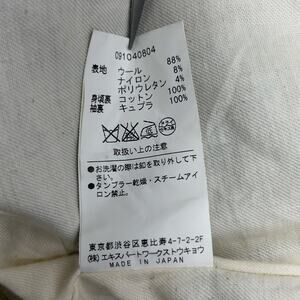 091040804
88%
表地 ウール 8%
ナイロン 4%
ポリウレタン 100%
身頃裏 コットン 100%
袖裏 キュプラ
取扱い上の注意
●お洗濯の際は釦を取り外して下さい。
●タンブラー乾燥・スチームアイロン禁止。
東京都渋谷区恵比寿4-7-2-2F
(株)エキスパートワークストウキョウ
MADE IN JAPAN